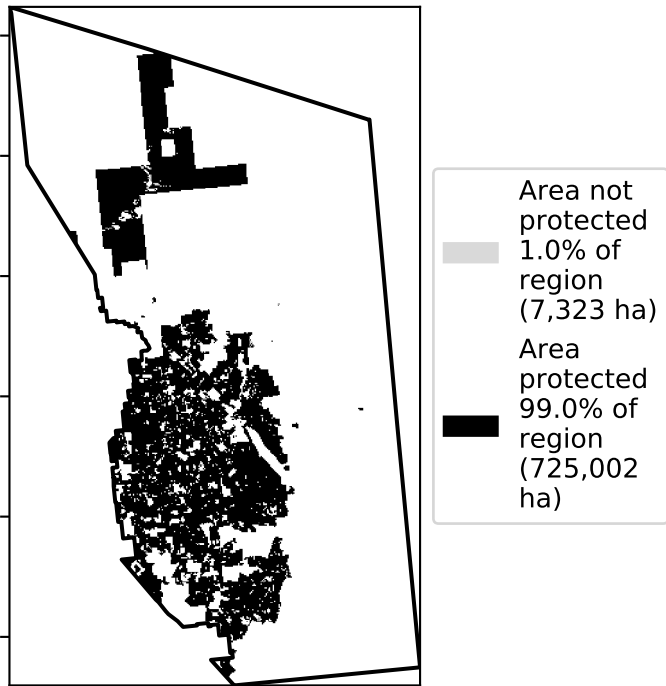 Area not
protected
1.0% of
region
(7,323 ha)
Area
protected
99.0% of
region
(725,002
ha)